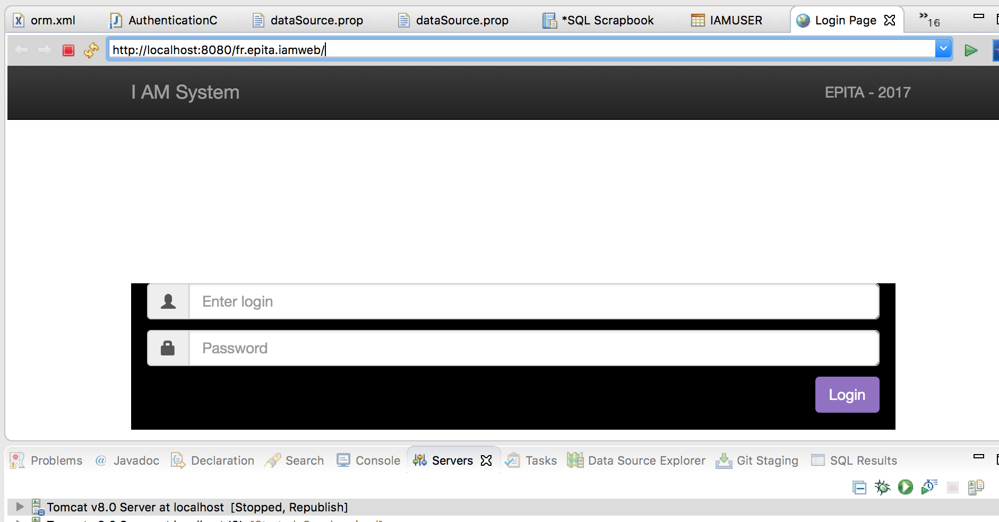 orm.xml AuthenticationC dataSource.prop dataSource.prop *SQL Scrapbook IAMUSER Login Page »16
http://localhost:8080/fr.epita.iamweb/
I AM System EPITA - 2017
Enter login
Password
Login
Problems @ Javadoc Declaration Search Console Servers Tasks Data Source Explorer Git Staging SQL Results
Tomcat v8.0 Server at localhost [Stopped, Republish]